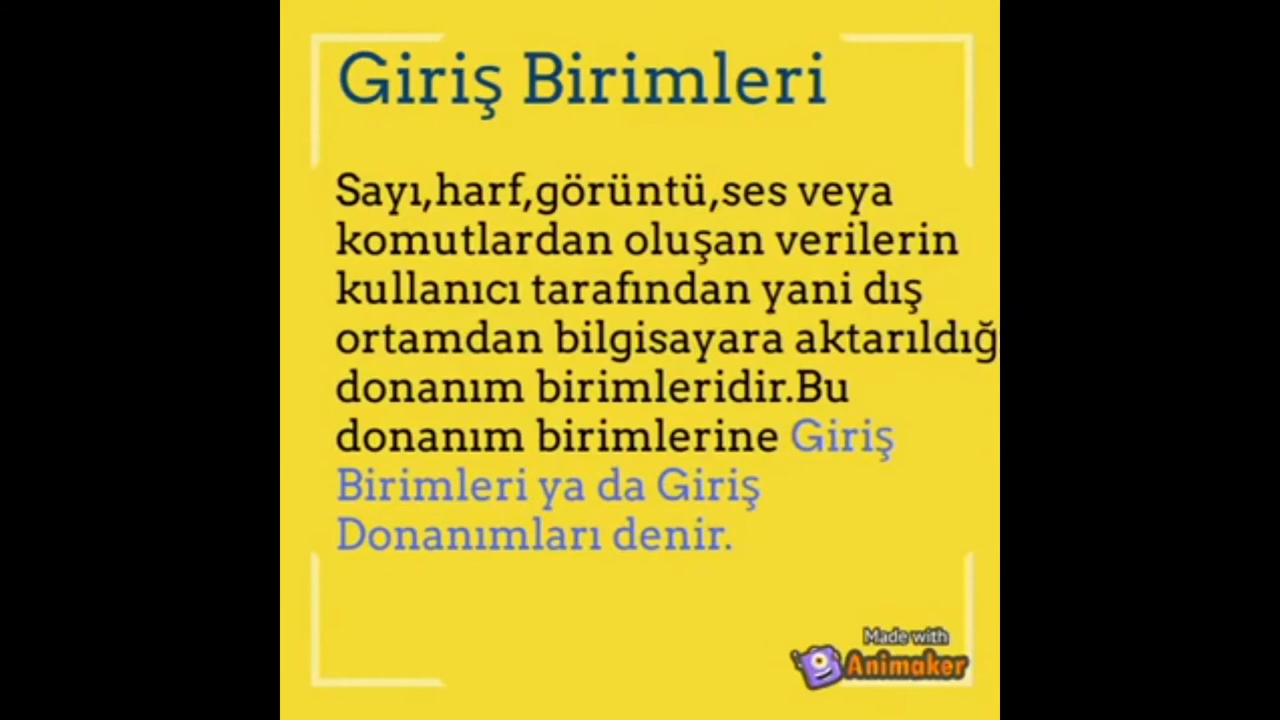 Giriş Birimleri
Sayı,harf,görüntü,ses veya
komutlardan oluşan verilerin
kullanıcı tarafından yani dış
ortamdan bilgisayara aktarıldığ
donanım birimleridir.Bu
donanım birimlerine Giriş
Birimleri ya da Giriş
Donanımları denir.
Made with
Animaker